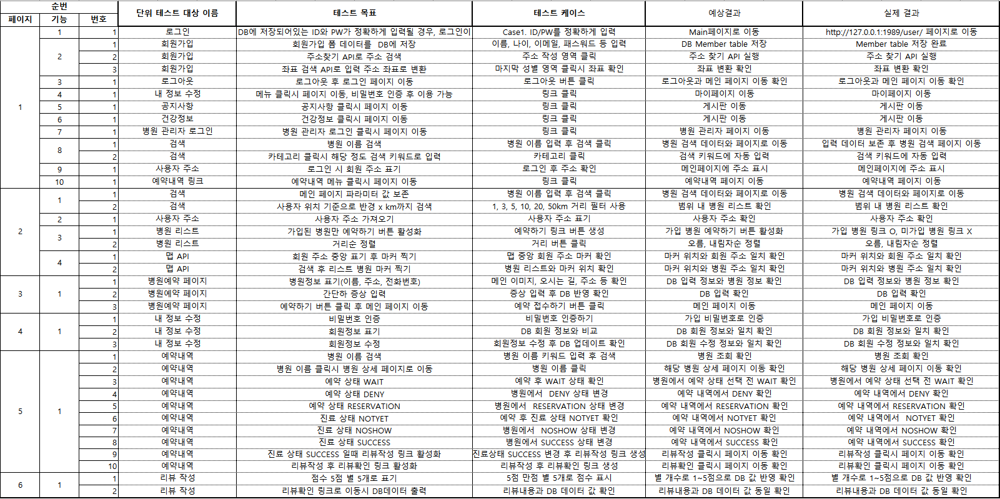 순번 단위 테스트 대상 이름 테스트 목표 테스트 케이스 예상결과 실제 결과
페이지 기능 번호
1 1 1 로그인 DB에 저장되어있는 ID와 PW가 정확하게 입력될 경우, 로그인이 Case1. ID/PW를 정확하게 입력 Main페이지로 이동 http://127.0.0.1:1989/user/ 페이지로 이동
2 1 회원가입 회원가입 폼 데이터를 DB에 저장 이름, 나이, 이메일, 패스워드 등 입력 DB Member table 저장 Member table 저장 완료
2 회원가입 주소찾기 API로 주소 검색 주소 작성 영역 클릭 주소 찾기 API 실행 주소 찾기 API 실행
3 회원가입 좌표 검색 API로 입력 주소 좌표로 변환 마지막 성별 영역 클릭시 좌표 확인 좌표 변환 확인 좌표 변환 확인
3 1 로그아웃 로그아웃 후 로그인 페이지 이동 로그아웃 버튼 클릭 로그아웃과 메인 페이지 이동 확인 로그아웃과 메인 페이지 이동 확인
4 1 내 정보 수정 메뉴 클릭시 페이지 이동, 비밀번호 인증 후 이용 가능 링크 클릭 마이페이지 이동 마이페이지 이동
5 1 공지사항 공지사항 클릭시 페이지 이동 링크 클릭 게시판 이동 게시판 이동
6 1 건강정보 건강정보 클릭시 페이지 이동 링크 클릭 게시판 이동 게시판 이동
7 1 병원 관리자 로그인 병원 관리자 로그인 클릭시 페이지 이동 링크 클릭 병원 관리자 페이지 이동 병원 관리자 페이지 이동
8 1 검색 병원 이름 검색 병원 이름 입력 후 검색 클릭 병원 검색 데이터와 페이지로 이동 입력 데이터 보존 후 병원 검색 페이지 이동
2 검색 카테고리 클릭시 해당 정도 검색 키워드로 입력 카테고리 클릭 검색 키워드에 자동 입력 검색 키워드에 자동 입력
9 1 사용자 주소 로그인 시 회원 주소 표기 로그인 후 주소 확인 메인페이지에 주소 표시 메인페이지에 주소 표시
10 1 예약내역 링크 예약내역 메뉴 클릭시 페이지 이동 링크 클릭 예약내역 페이지 이동 예약내역 페이지 이동
2 1 1 검색 메인 페이지 파라미터 값 보존 병원 이름 입력 후 검색 클릭 병원 검색 데이터와 페이지로 이동 병원 검색 데이터와 페이지로 이동
2 검색 사용자 위치 기준으로 반경 x km까지 검색 1, 3, 5, 10, 20, 50km 거리 필터 사용 범위 내 병원 리스트 확인 범위 내 병원 리스트 확인
2 1 사용자 주소 사용자 주소 가져오기 사용자 주소 표기 사용자 주소 확인 사용자 주소 확인
3 1 병원 리스트 가입된 병원만 예약하기 버튼 활성화 예약하기 링크 버튼 생성 가입 병원 예약하기 버튼 활성화 가입 병원 링크 O, 미가입 병원 링크 X
2 병원 리스트 거리순 정렬 거리 버튼 클릭 오름, 내림차순 정렬 오름, 내림차순 정렬
4 1 맵 API 회원 주소 중앙 표기 후 마커 찍기 맵 중앙 회원 주소 마커 확인 마커 위치와 회원 주소 일치 확인 마커 위치와 회원 주소 일치 확인
2 맵 API 검색 후 리스트 병원 마커 찍기 병원 리스트와 마커 위치 확인 마커 위치와 병원 주소 일치 확인 마커 위치와 병원 주소 일치 확인
3 1 1 병원예약 페이지 병원정보 표기(이름, 주소, 전화번호) 메인 이미지, 오시는 길, 주소 등 확인 DB 입력 정보와 병원 정보 확인 DB 입력 정보와 병원 정보 확인
2 병원예약 페이지 간단하 증상 입력 증상 입력 후 DB 반영 확인 DB 입력 확인 DB 입력 확인
3 병원예약 페이지 예약하기 버튼 클릭 후 메인 페이지 이동 예약 접수하기 버튼 클릭 메인 페이지 이동 메인 페이지 이동
4 1 1 내 정보 수정 비밀번호 인증 비밀번호 인증하기 가입 비밀번호로 인증 가입 비밀번호로 인증
2 내 정보 수정 회원정보 표기 DB 회원 정보와 비교 DB 회원 정보와 일치 확인 DB 회원 정보와 일치 확인
3 내 정보 수정 회원정보 수정 회원정보 수정 후 DB 업데이트 확인 DB 회원 수정 정보와 일치 확인 DB 회원 수정 정보와 일치 확인
5 1 1 예약내역 병원 이름 검색 병원 이름 키워드 입력 후 검색 병원 조회 확인 병원 조회 확인
2 예약내역 병원 이름 클릭시 병원 상세 페이지로 이동 병원 이름 클릭 해당 병원 상세 페이지 이동 확인 해당 병원 상세 페이지 이동 확인
3 예약내역 예약 상태 WAIT 예약 후 WAIT 상태 확인 병원에서 예약 상태 선택 전 WAIT 확인 병원에서 예약 상태 선택 전 WAIT 확인
4 예약내역 예약 상태 DENY 병원에서 DENY 상태 변경 예약 내역에서 DENY 확인 예약 내역에서 DENY 확인
5 예약내역 예약 상태 RESERVATION 병원에서 RESERVATION 상태 변경 예약 내역에서 RESERVATION 확인 예약 내역에서 RESERVATION 확인
6 예약내역 진료 상태 NOTYET 예약 후 진료 상태 NOTYET 확인 예약 내역에서 NOTYET 확인 예약 내역에서 NOTYET 확인
7 예약내역 진료 상태 NOSHOW 병원에서 NOSHOW 상태 변경 예약 내역에서 NOSHOW 확인 예약 내역에서 NOSHOW 확인
8 예약내역 진료 상태 SUCCESS 병원에서 SUCCESS 상태 변경 예약 내역에서 SUCCESS 확인 예약 내역에서 SUCCESS 확인
9 예약내역 진료 상태 SUCCESS 일때 리뷰작성 링크 활성화 진료상태 SUCCESS 변경 후 리뷰작성 링크 생성 리뷰작성 클릭시 페이지 이동 확인 리뷰작성 클릭시 페이지 이동 확인
10 예약내역 리뷰작성 후 리뷰확인 링크 활성화 리뷰작성 후 리뷰확인 링크 생성 리뷰확인 클릭시 페이지 이동 확인 리뷰확인 클릭시 페이지 이동 확인
6 1 1 리뷰 작성 점수 5점 별 5개로 표기 5점 만점 별 5개로 점수 표시 별 개수로 1~5점으로 DB 값 반영 확인 별 개수로 1~5점으로 DB 값 반영 확인
2 리뷰 작성 리뷰확인 링크로 이동시 DB데이터 출력 리뷰내용과 DB 데이터 값 확인 리뷰내용과 DB 데이터 값 동일 확인 리뷰내용과 DB 데이터 값 동일 확인